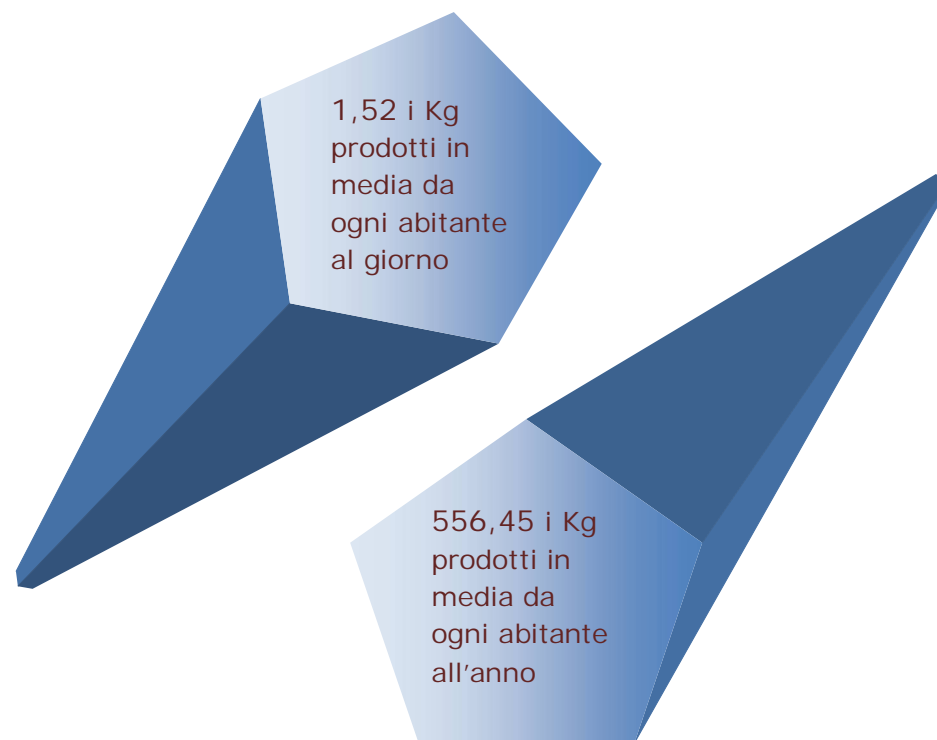 1,52 i Kg
prodotti in
media da
ogni abitante
al giorno
556,45 i Kg
prodotti in
media da
ogni abitante
all'anno